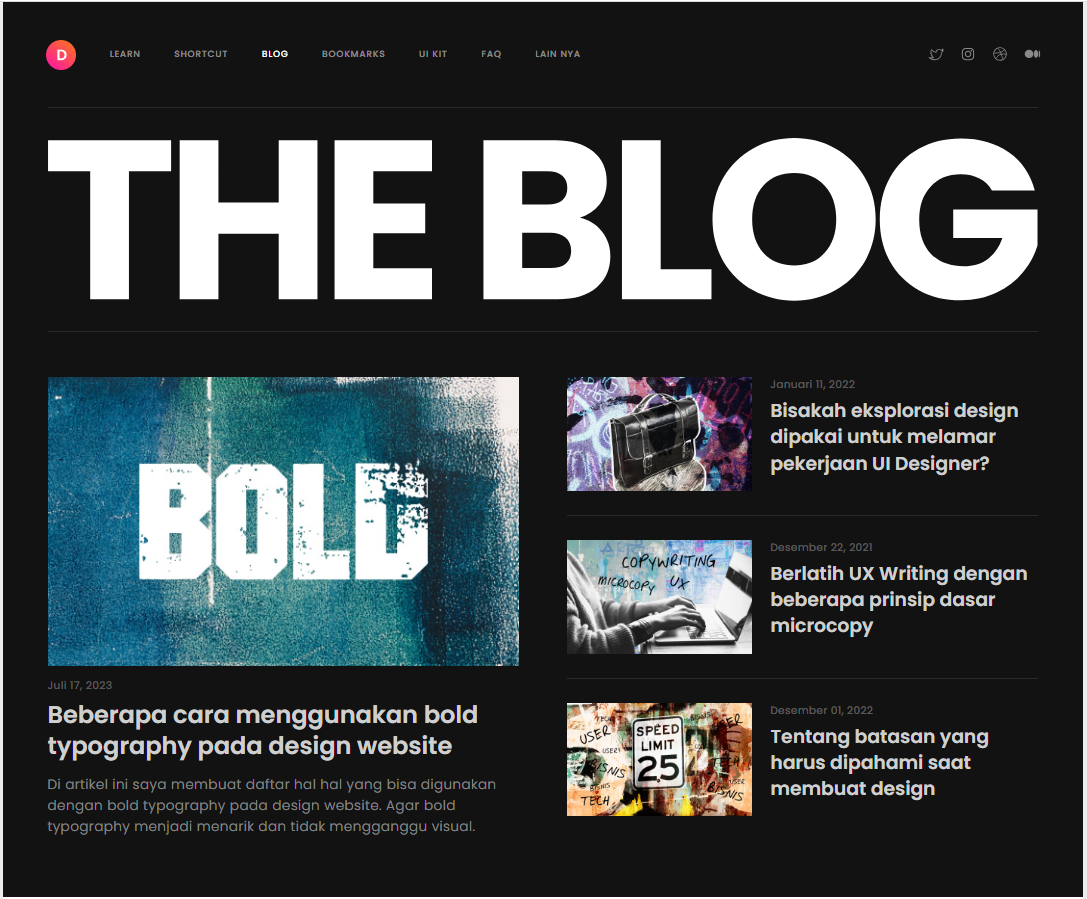 D
LEARN SHORTCUT BLOG BOOKMARKS UI KIT FAQ LAIN NYA
THE BLOG
BOLD
Juli 17, 2023
Beberapa cara menggunakan bold
typography pada design website
Di artikel ini saya membuat daftar hal hal yang bisa digunakan
dengan bold typography pada design website. Agar bold
typography menjadi menarik dan tidak mengganggu visual.
Januari 11, 2022
Bisakah eksplorasi design
dipakai untuk melamar
pekerjaan UI Designer?
COPYWRITING
MICROCOPY UX
Desember 22, 2021
Berlatih UX Writing dengan
beberapa prinsip dasar
microcopy
USER
USER
BISNIS
TECH
SPEED
LIMIT
25
USER
TECH
BISNIS
Desember 01, 2022
Tentang batasan yang
harus dipahami saat
membuat design